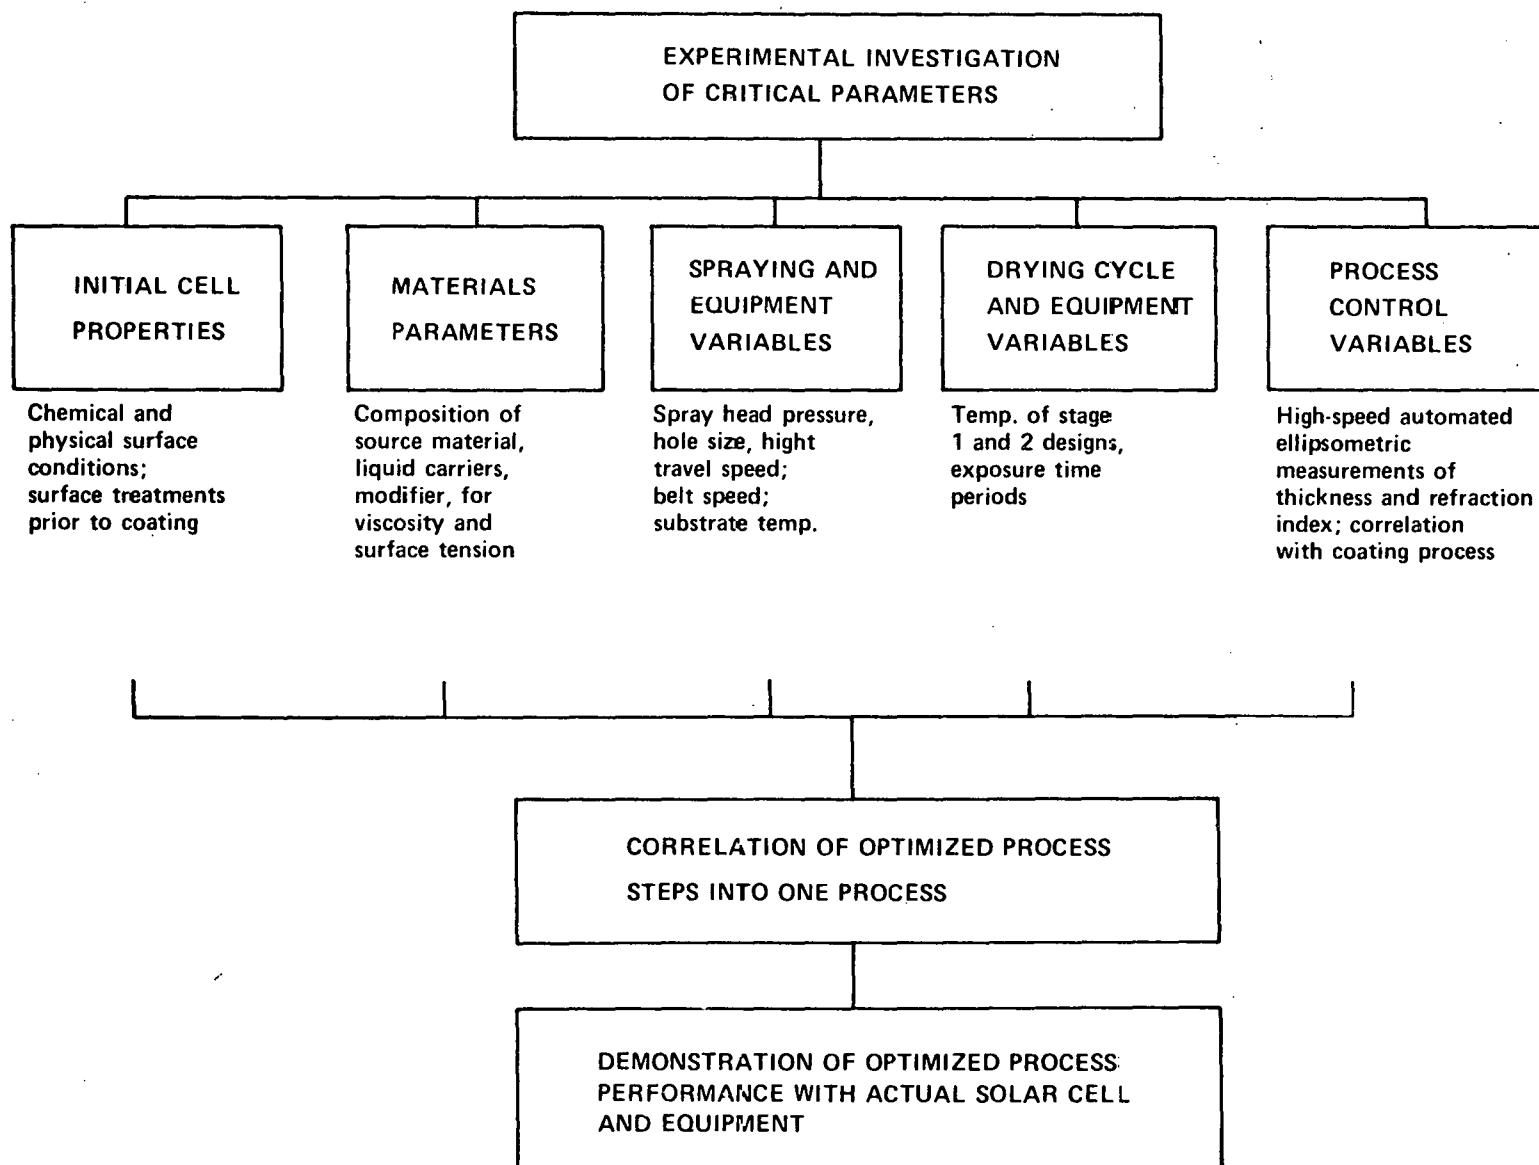 EXPERIMENTAL INVESTIGATION
OF CRITICAL PARAMETERS
INITIAL CELL
PROPERTIES
Chemical and
physical surface
conditions;
surface treatments
prior to coating
MATERIALS
PARAMETERS
Composition of
source material,
liquid carriers,
modifier, for
viscosity and
surface tension
SPRAYING AND
EQUIPMENT
VARIABLES
Spray head pressure,
hole size, hight
travel speed;
belt speed;
substrate temp.
DRYING CYCLE
AND EQUIPMENT
VARIABLES
Temp. of stage
1 and 2 designs,
exposure time
periods
PROCESS
CONTROL
VARIABLES
High-speed automated
ellipsometric
measurements of
thickness and refraction
index; correlation
with coating process
CORRELATION OF OPTIMIZED PROCESS
STEPS INTO ONE PROCESS
DEMONSTRATION OF OPTIMIZED PROCESS
PERFORMANCE WITH ACTUAL SOLAR CELL
AND EQUIPMENT